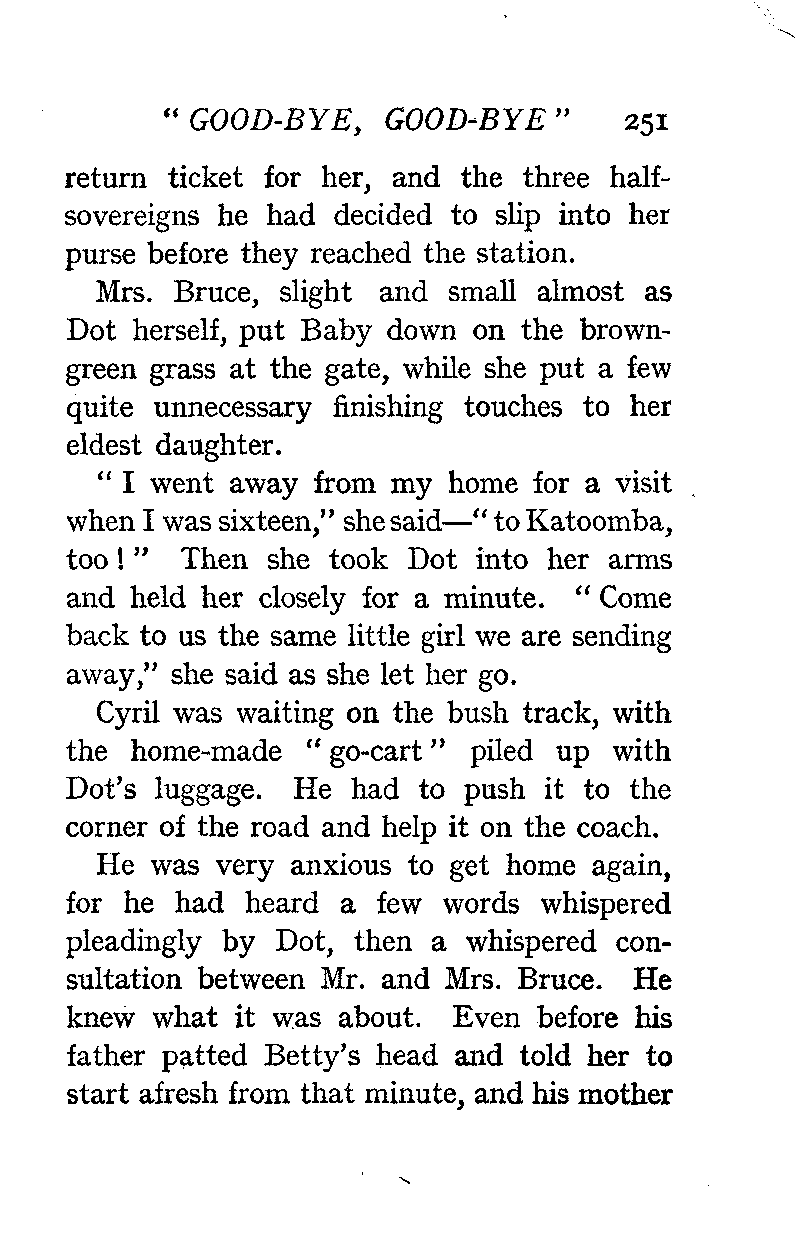 “ GOOD-BYE, GOOD-BYE ” 251
return ticket for her, and the three half-
sovereigns he had decided to slip into her
purse before they reached the station.
Mrs. Bruce, slight and small almost as
Dot herself, put Baby down on the brown-
green grass at the gate, while she put a few
quite unnecessary finishing touches to her
eldest daughter.
“ I went away from my home for a visit
when I was sixteen,” she said—“ to Katoomba,
too ! ” Then she took Dot into her arms
and held her closely for a minute. “ Come
back to us the same little girl we are sending
away,” she said as she let her go.
Cyril was waiting on the bush track, with
the home-made “ go-cart ” piled up with
Dot’s luggage. He had to push it to the
corner of the road and help it on the coach.
He was very anxious to get home again,
for he had heard a few words whispered
pleadingly by Dot, then a whispered con-
sultation between Mr. and Mrs. Bruce. He
knew what it was about. Even before his
father patted Betty’s head and told her to
start afresh from that minute, and his mother